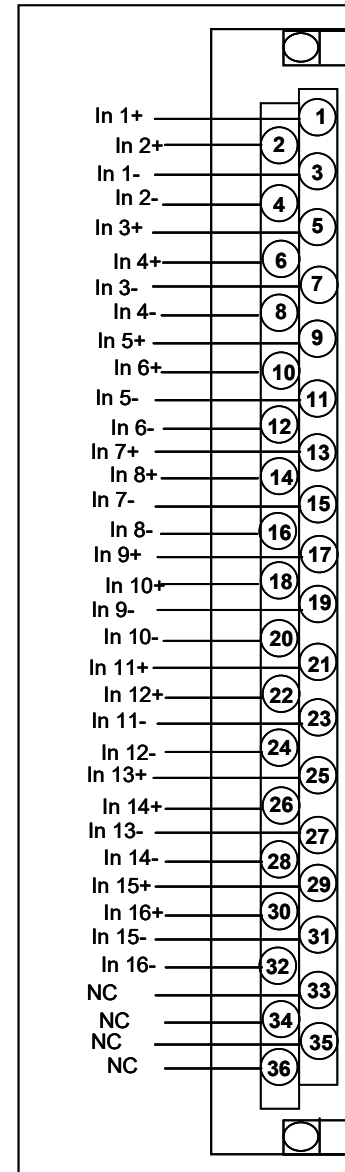 In 1+ 1
In 2+ 2
In 1- 3
In 2- 4
In 3+ 5
In 4+ 6
In 3- 7
In 4- 8
In 5+ 9
In 6+ 10
In 5- 11
In 6- 12
In 7+ 13
In 8+ 14
In 7- 15
In 8- 16
In 9+ 17
In 10+ 18
In 9- 19
In 10- 20
In 11+ 21
In 12+ 22
In 11- 23
In 12- 24
In 13+ 25
In 14+ 26
In 13- 27
In 14- 28
In 15+ 29
In 16+ 30
In 15- 31
In 16- 32
NC 33
NC 34
NC 35
NC 36